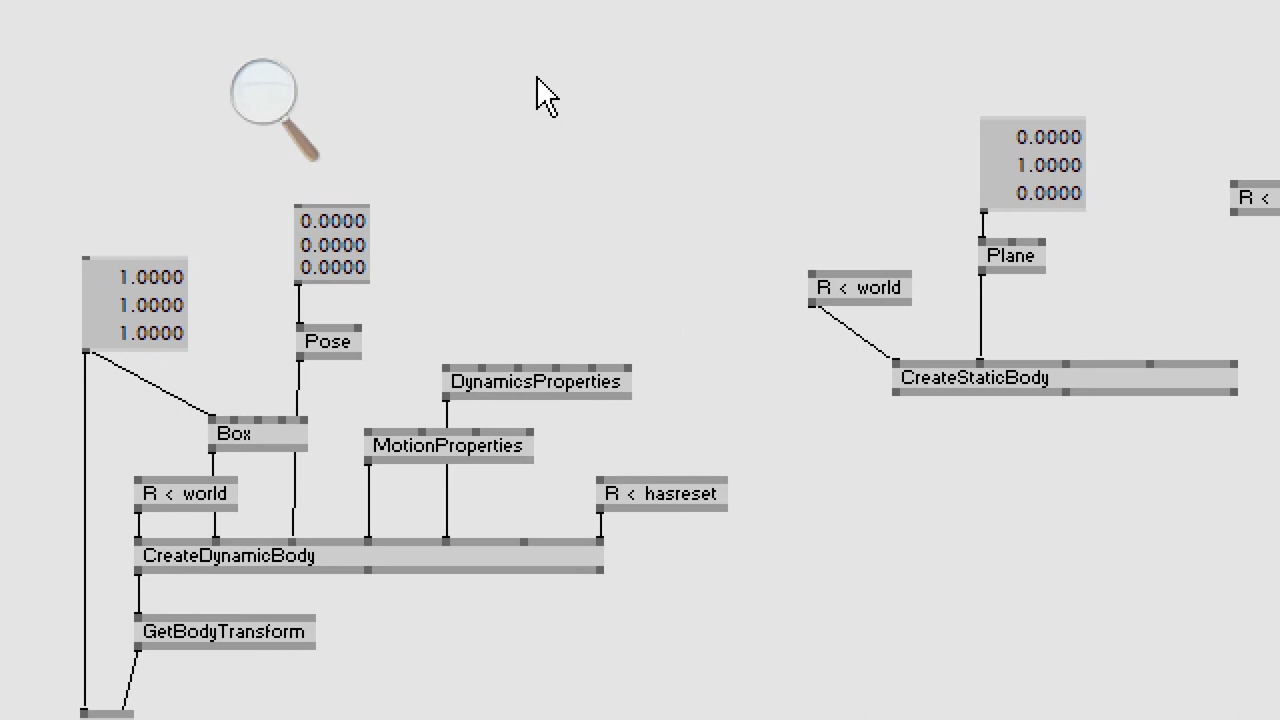 0.0000
1.0000
0.0000
R <
0.0000
0.0000
0.0000
Plane
1.0000
1.0000
1.0000
R < world
Pose
CreateStaticBody
DynamicsProperties
Box
MotionProperties
R < world
R < hasreset
CreateDynamicBody
GetBodyTransform